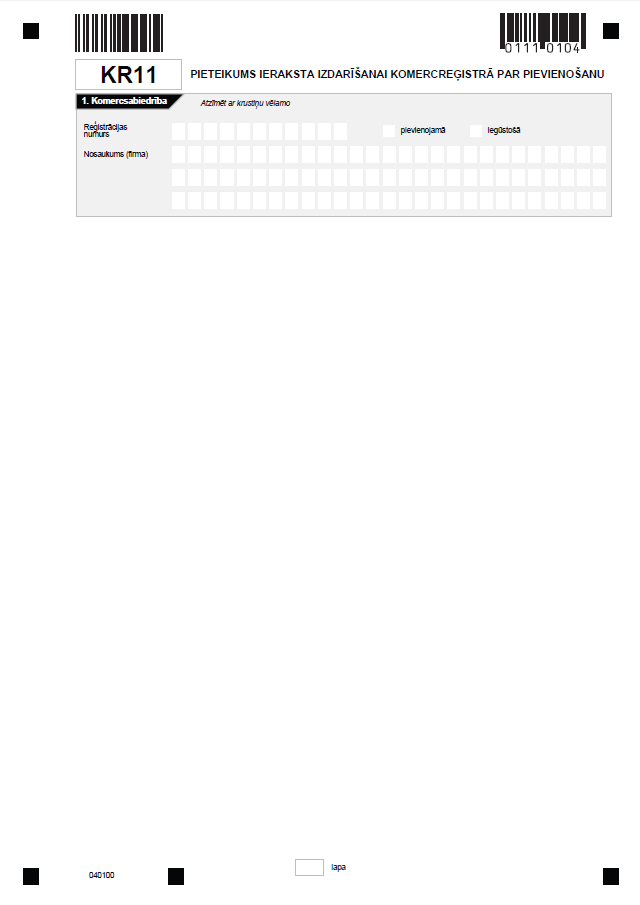 0111 0104
KR11
PIETEIKUMS IERAKSTA IZDARĪŠANAI KOMERCREĢISTRĀ PAR PIEVIENOŠANU
1. Komercsabiedrība
Atzīmēt ar krustiņu vēlamo
Reģistrācijas
numurs
pievienojamā
iegūstošā
Nosaukums (firma)
040100
lapa